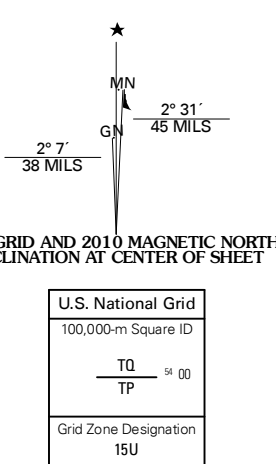 MN
2° 31´
45 MILS
GN
2° 7´
38 MILS
GRID AND 2010 MAGNETIC NORTH
CLINATION AT CENTER OF SHEET
U.S. National Grid
100,000-m Square ID
TQ
54 00
TP
Grid Zone Designation
15U